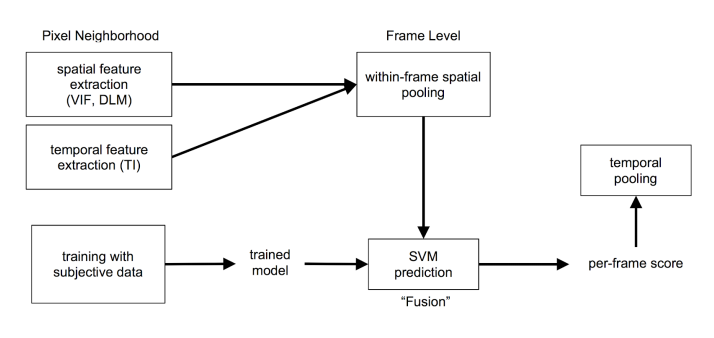 Pixel Neighborhood
Frame Level
spatial feature
extraction
(VIF, DLM)
within-frame spatial
pooling
temporal feature
extraction (TI)
temporal
pooling
training with
subjective data
trained
model
SVM
prediction
per-frame score
“Fusion”